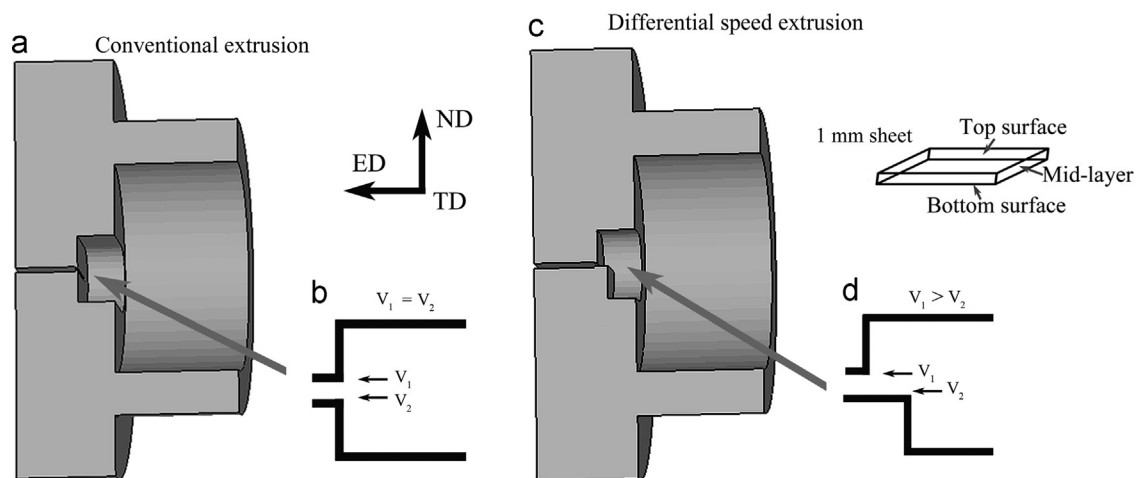 a
Conventional extrusion
ND
ED
TD
b
V₁ = V₂
V₁
V₂
c
Differential speed extrusion
1 mm sheet
Top surface
Mid-layer
Bottom surface
d
V₁ > V₂
V₁
V₂